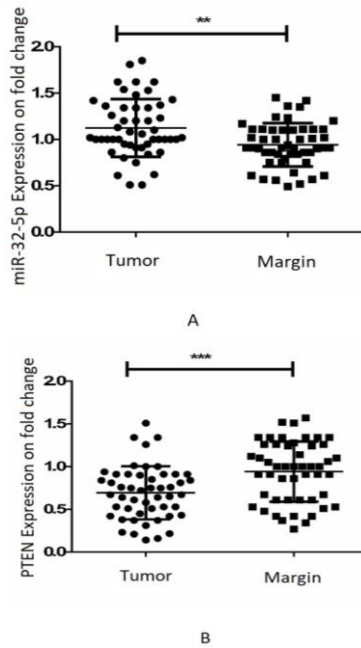 **
2.0
1.5
1.0
0.5
0.0
miR-32-5p Expression on fold change
Tumor Margin
A
***
2.0
1.5
1.0
0.5
0.0
PTEN Expression on fold change
Tumor Margin
B